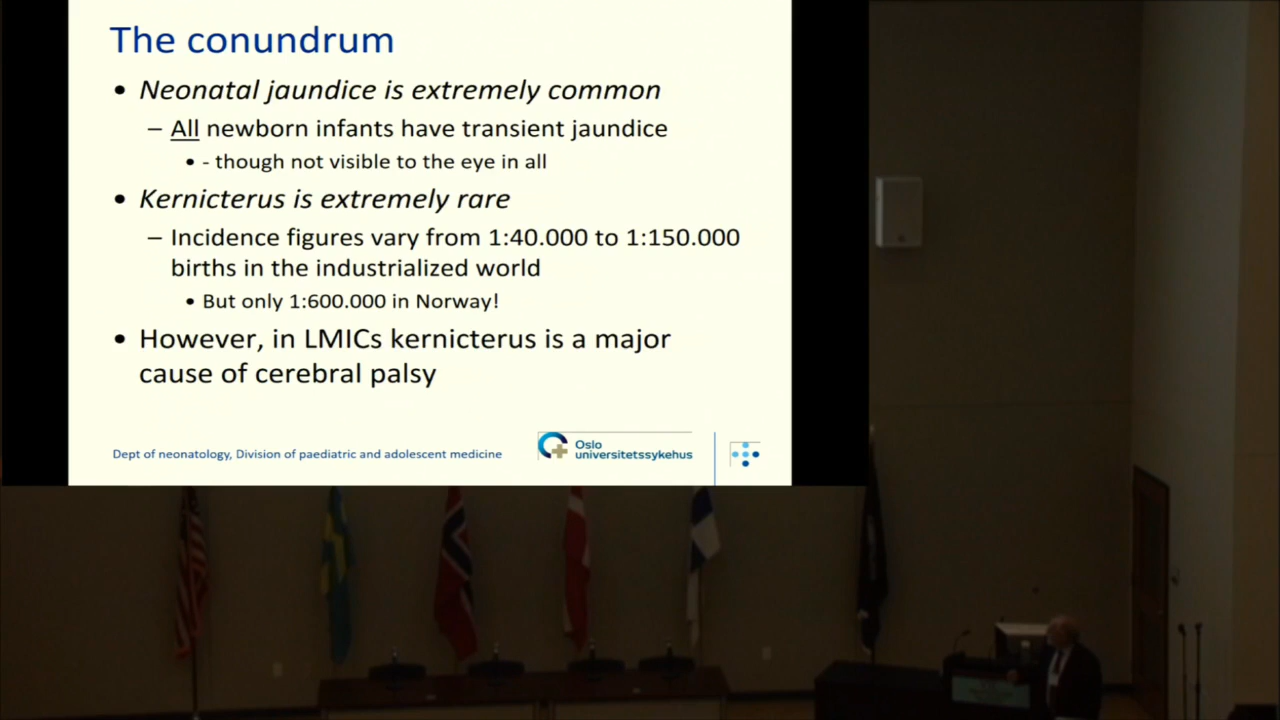 The conundrum
• Neonatal jaundice is extremely common
– All newborn infants have transient jaundice
• - though not visible to the eye in all
• Kernicterus is extremely rare
– Incidence figures vary from 1:40.000 to 1:150.000
births in the industrialized world
• But only 1:600.000 in Norway!
• However, in LMICs kernicterus is a major
cause of cerebral palsy
Dept of neonatology, Division of paediatric and adolescent medicine
Oslo
universitetssykehus